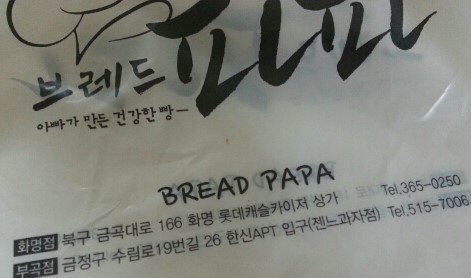 브레드 파파
아빠가 만든 건강한 빵
BREAD PAPA
화명점 북구 금곡대로 166 화명 롯데캐슬카이저 상가 Tel.365-0250
부곡점 금정구 수림로19번길 26 한신APT 입구(젠느과자점) Tel.515-7006